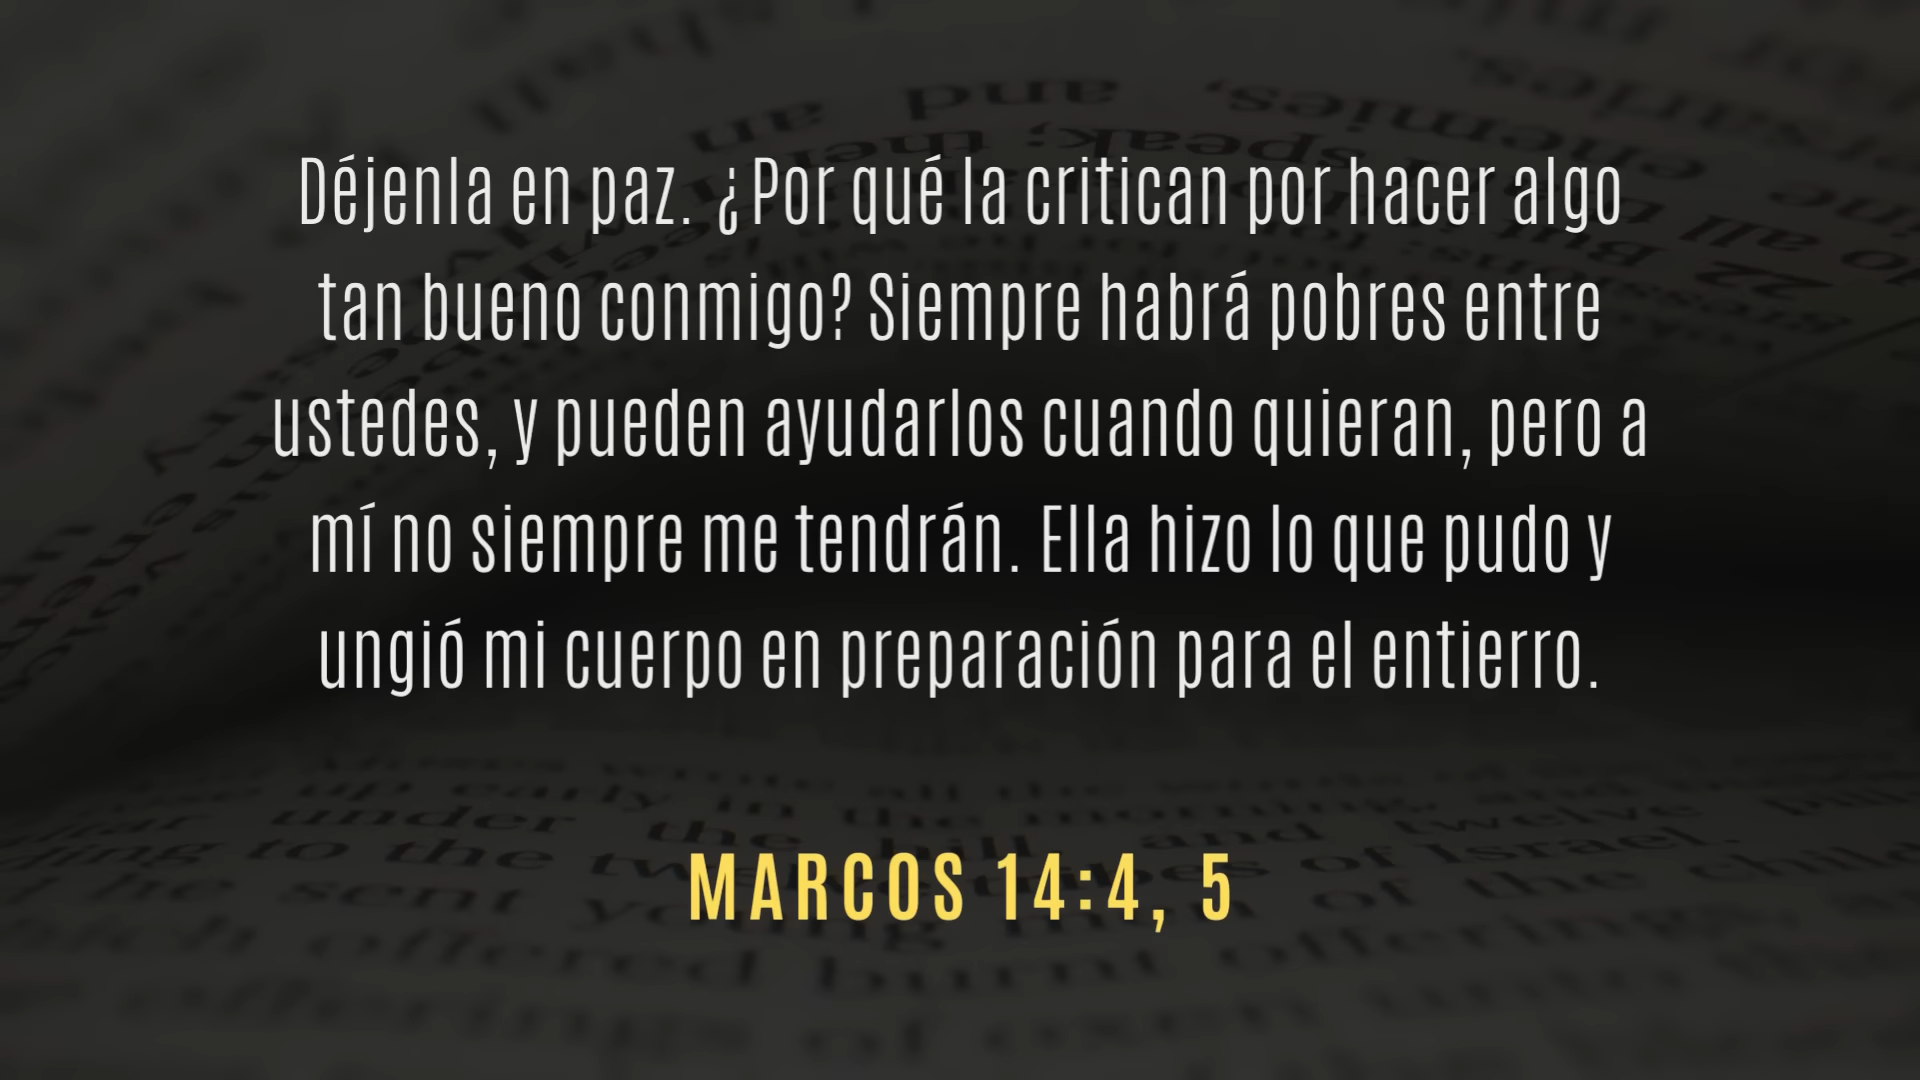 Déjenla en paz. ¿Por qué la critican por hacer algo
tan bueno conmigo? Siempre habrá pobres entre
ustedes, y pueden ayudarlos cuando quieran, pero a
mí no siempre me tendrán. Ella hizo lo que pudo y
ungió mi cuerpo en preparación para el entierro.
MARCOS 14:4, 5